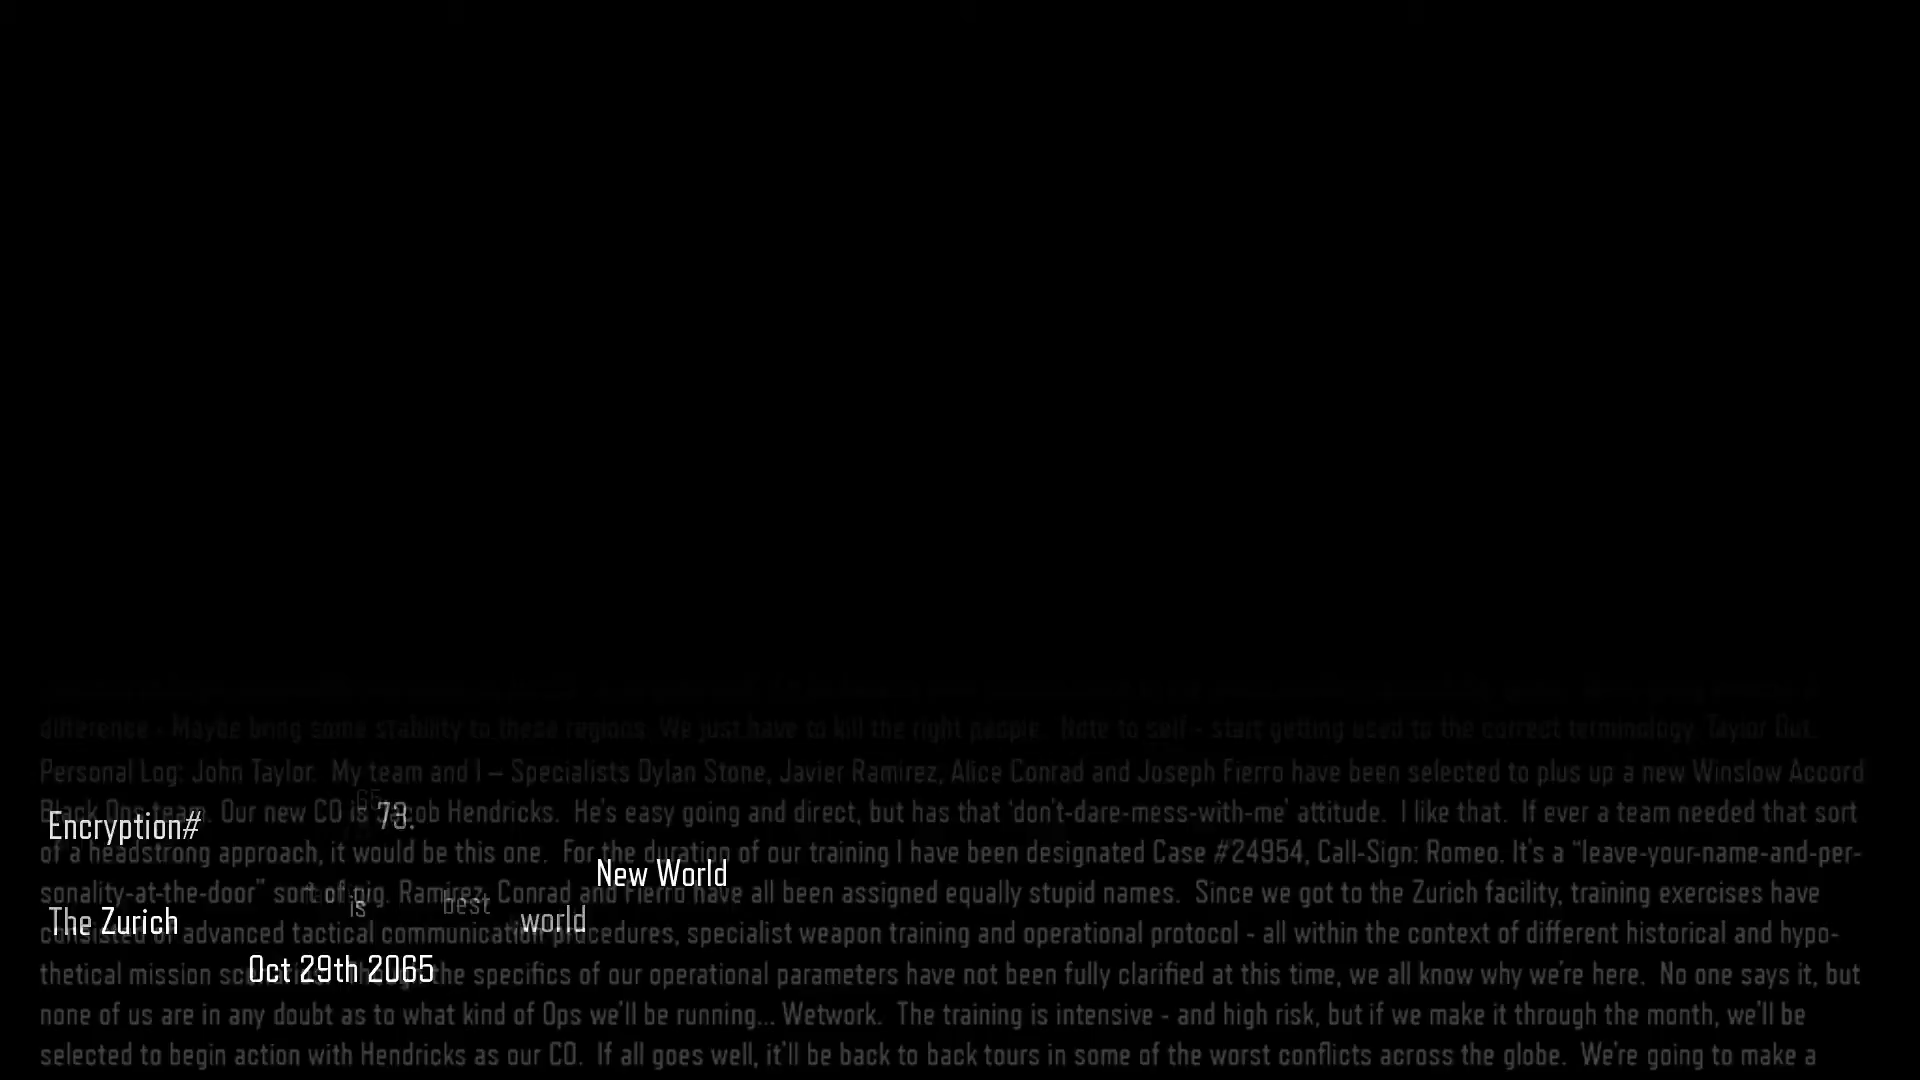 difference - Maybe bring some stability to these regions. We just have to kill the right people. Note to self - start getting used to the correct terminology. Taylor Out.
Personal Log: John Taylor. My team and I – Specialists Dylan Stone, Javier Ramirez, Alice Conrad and Joseph Fierro have been selected to plus up a new Winslow Accord
Black Ops team. Our new CO is Jacob Hendricks. He's easy going and direct, but has that 'don't-dare-mess-with-me' attitude. I like that. If ever a team needed that sort
73.
Encryption#
of a headstrong approach, it would be this one. For the duration of our training I have been designated Case #24954, Call-Sign: Romeo. It's a "leave-your-name-and-per-
New World
sonality-at-the-door" sort of gig. Ramirez, Conrad and Fierro have all been assigned equally stupid names. Since we got to the Zurich facility, training exercises have
is best world
The Zurich
consisted of advanced tactical communication procedures, specialist weapon training and operational protocol - all within the context of different historical and hypo-
Oct 29th 2065
thetical mission the specifics of our operational parameters have not been fully clarified at this time, we all know why we're here. No one says it, but
none of us are in any doubt as to what kind of Ops we'll be running... Wetwork. The training is intensive - and high risk, but if we make it through the month, we'll be
selected to begin action with Hendricks as our CO. If all goes well, it'll be back to back tours in some of the worst conflicts across the globe. We're going to make a